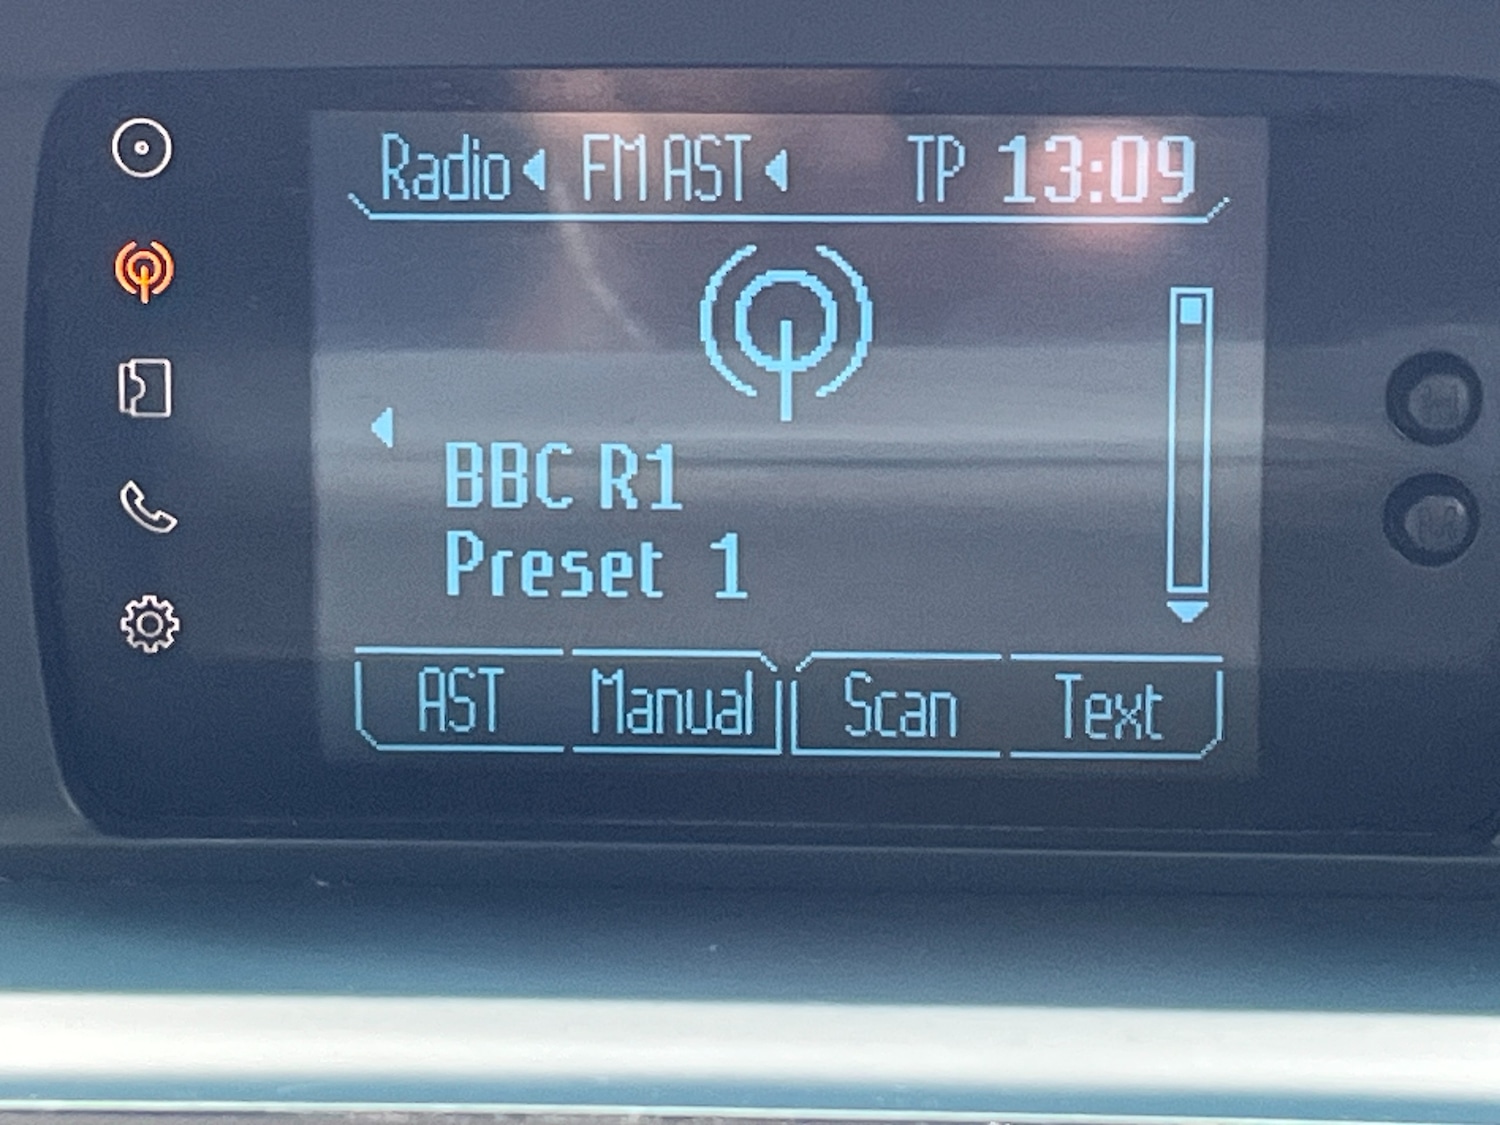 Radio FM AST TP 13:09
BBC R1
Preset 1
AST Manual Scan Text